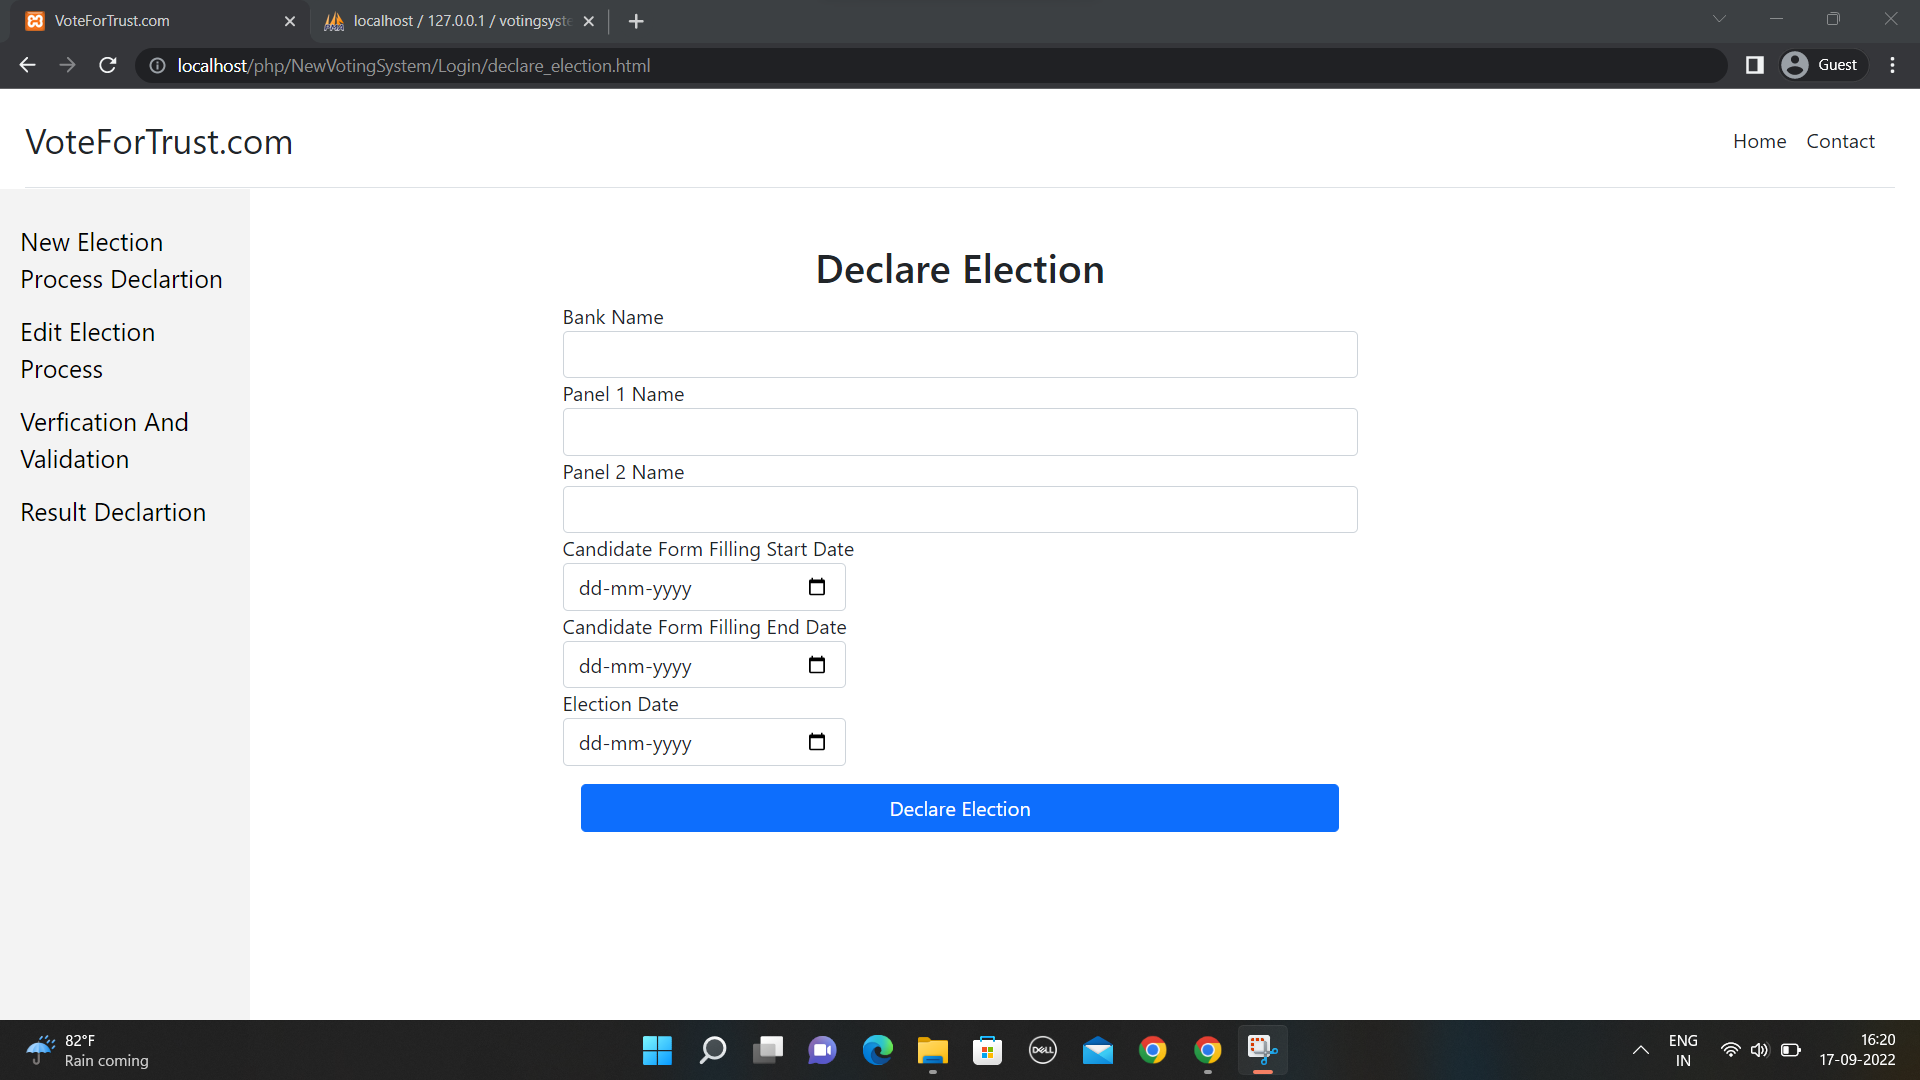 VoteForTrust.com
localhost / 127.0.0.1 / votingsyste
localhost/php/NewVotingSystem/Login/declare_election.html
Guest
VoteForTrust.com
Home Contact
New Election
Process Declartion
Edit Election
Process
Verfication And
Validation
Result Declartion
Declare Election
Bank Name
Panel 1 Name
Panel 2 Name
Candidate Form Filling Start Date
dd-mm-yyyy
Candidate Form Filling End Date
dd-mm-yyyy
Election Date
dd-mm-yyyy
Declare Election
82°F
Rain coming
DELL
ENG
IN
16:20
17-09-2022